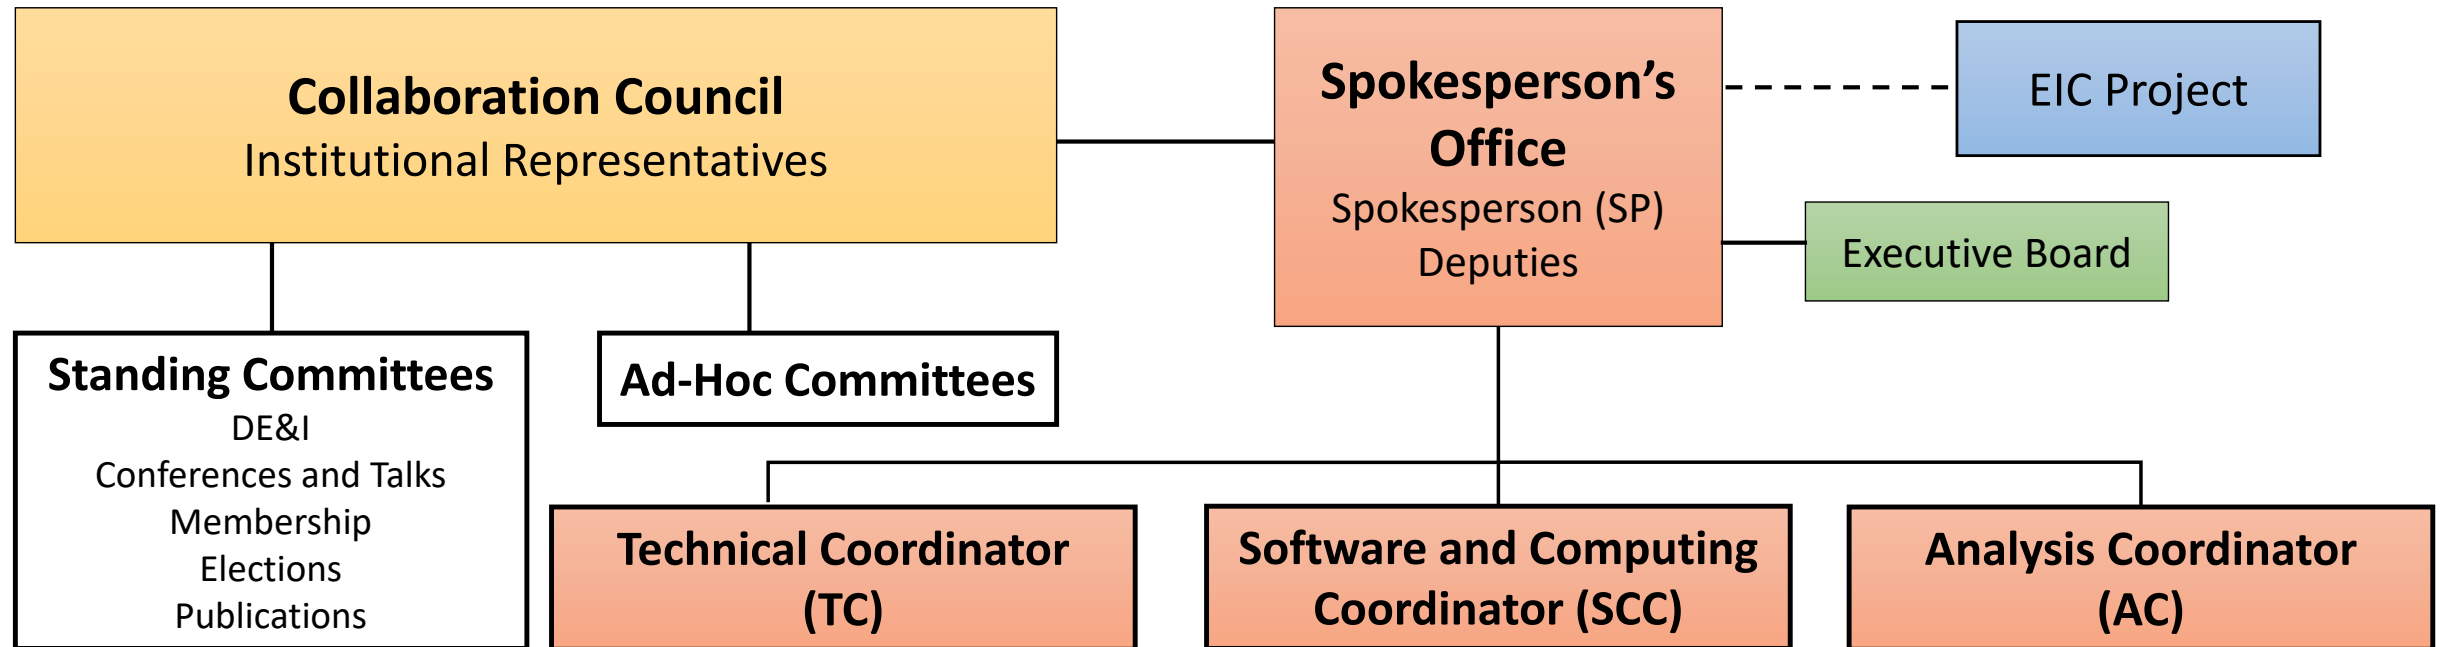 Collaboration Council
Institutional Representatives
Spokesperson’s
Office
Spokesperson (SP)
Deputies
EIC Project
Executive Board
Standing Committees
DE&I
Conferences and Talks
Membership
Elections
Publications
Ad-Hoc Committees
Technical Coordinator
(TC)
Software and Computing
Coordinator (SCC)
Analysis Coordinator
(AC)